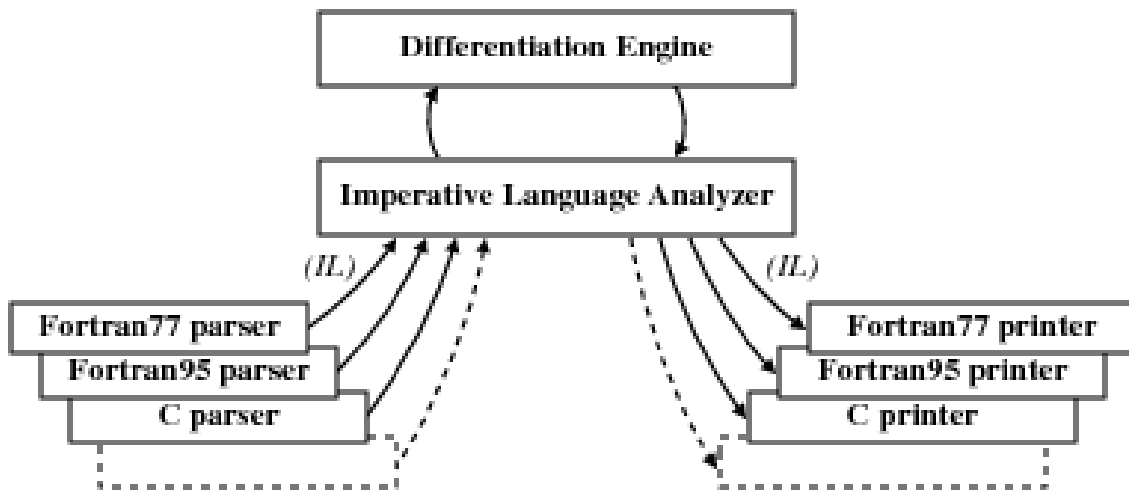 Differentiation Engine
Imperative Language Analyzer
(IL)
(IL)
Fortran77 parser
Fortran77 printer
Fortran95 parser
Fortran95 printer
C parser
C printer